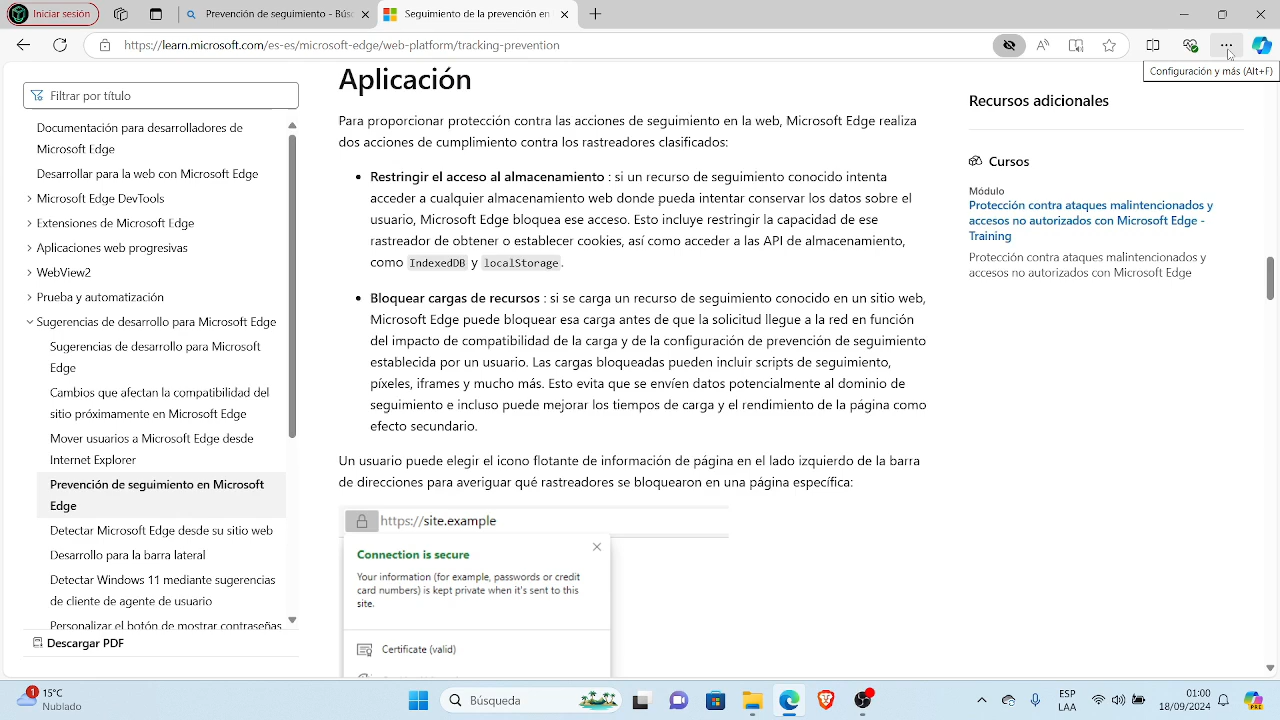 Iniciar sesión
Prevención de seguimiento - Bús
Seguimiento de la prevención en
https://learn.microsoft.com/es-es/microsoft-edge/web-platform/tracking-prevention
Configuración y más (Alt+F)
Filtrar por título
Documentación para desarrolladores de
Microsoft Edge
Desarrollar para la web con Microsoft Edge
Microsoft Edge DevTools
Extensiones de Microsoft Edge
Aplicaciones web progresivas
WebView2
Prueba y automatización
Sugerencias de desarrollo para Microsoft Edge
Sugerencias de desarrollo para Microsoft
Edge
Cambios que afectan la compatibilidad del
sitio próximamente en Microsoft Edge
Mover usuarios a Microsoft Edge desde
Internet Explorer
Prevención de seguimiento en Microsoft
Edge
Detectar Microsoft Edge desde su sitio web
Desarrollo para la barra lateral
Detectar Windows 11 mediante sugerencias
de cliente de agente de usuario
Personalizar el botón de mostrar contraseñas
Descargar PDF
Aplicación
Para proporcionar protección contra las acciones de seguimiento en la web, Microsoft Edge realiza
dos acciones de cumplimiento contra los rastreadores clasificados:
• Restringir el acceso al almacenamiento : si un recurso de seguimiento conocido intenta
acceder a cualquier almacenamiento web donde pueda intentar conservar los datos sobre el
usuario, Microsoft Edge bloquea ese acceso. Esto incluye restringir la capacidad de ese
rastreador de obtener o establecer cookies, así como acceder a las API de almacenamiento,
como IndexedDB y localStorage.
• Bloquear cargas de recursos : si se carga un recurso de seguimiento conocido en un sitio web,
Microsoft Edge puede bloquear esa carga antes de que la solicitud llegue a la red en función
del impacto de compatibilidad de la carga y de la configuración de prevención de seguimiento
establecida por un usuario. Las cargas bloqueadas pueden incluir scripts de seguimiento,
píxeles, iframes y mucho más. Esto evita que se envíen datos potencialmente al dominio de
seguimiento e incluso puede mejorar los tiempos de carga y el rendimiento de la página como
efecto secundario.
Un usuario puede elegir el icono flotante de información de página en el lado izquierdo de la barra
de direcciones para averiguar qué rastreadores se bloquearon en una página específica:
https://site.example
Connection is secure
Your information (for example, passwords or credit
card numbers) is kept private when it's sent to this
site.
Certificate (valid)
Recursos adicionales
Cursos
Módulo
Protección contra ataques malintencionados y
accesos no autorizados con Microsoft Edge -
Training
Protección contra ataques malintencionados y
accesos no autorizados con Microsoft Edge
1
15°C
Nublado
Búsqueda
ESP
LAA
01:00
18/09/2024
PRE